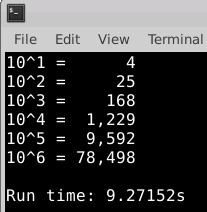 File Edit View Terminal
10^1 =      4
10^2 =     25
10^3 =    168
10^4 =  1,229
10^5 =  9,592
10^6 = 78,498
Run time: 9.27152s